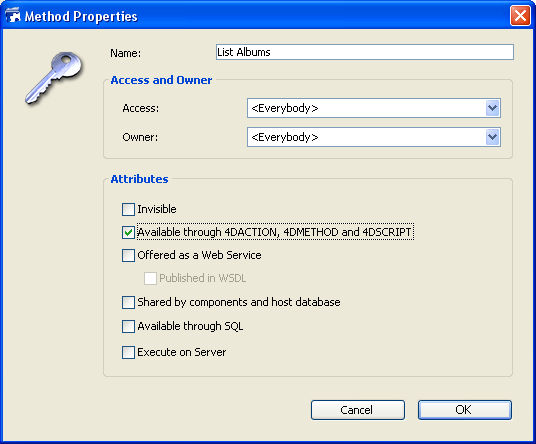 Method Properties
Name: List Albums
Access and Owner
Access: <Everybody>
Owner: <Everybody>
Attributes
Invisible
Available through 4DACTION, 4DMETHOD and 4DSCRIPT
Offered as a Web Service
Published in WSDL
Shared by components and host database
Available through SQL
Execute on Server
Cancel OK